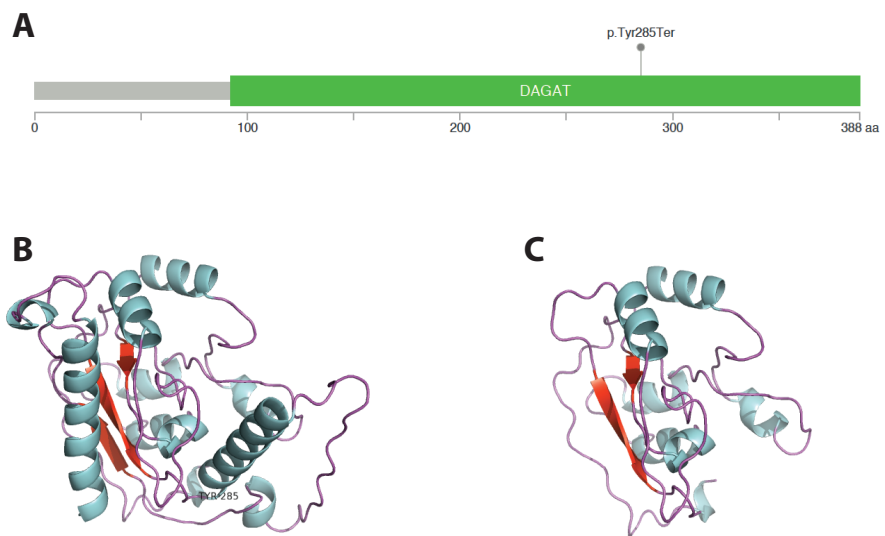 A
p.Tyr285Ter
DAGAT
0 100 200 300 388 aa
B C
TYR-285